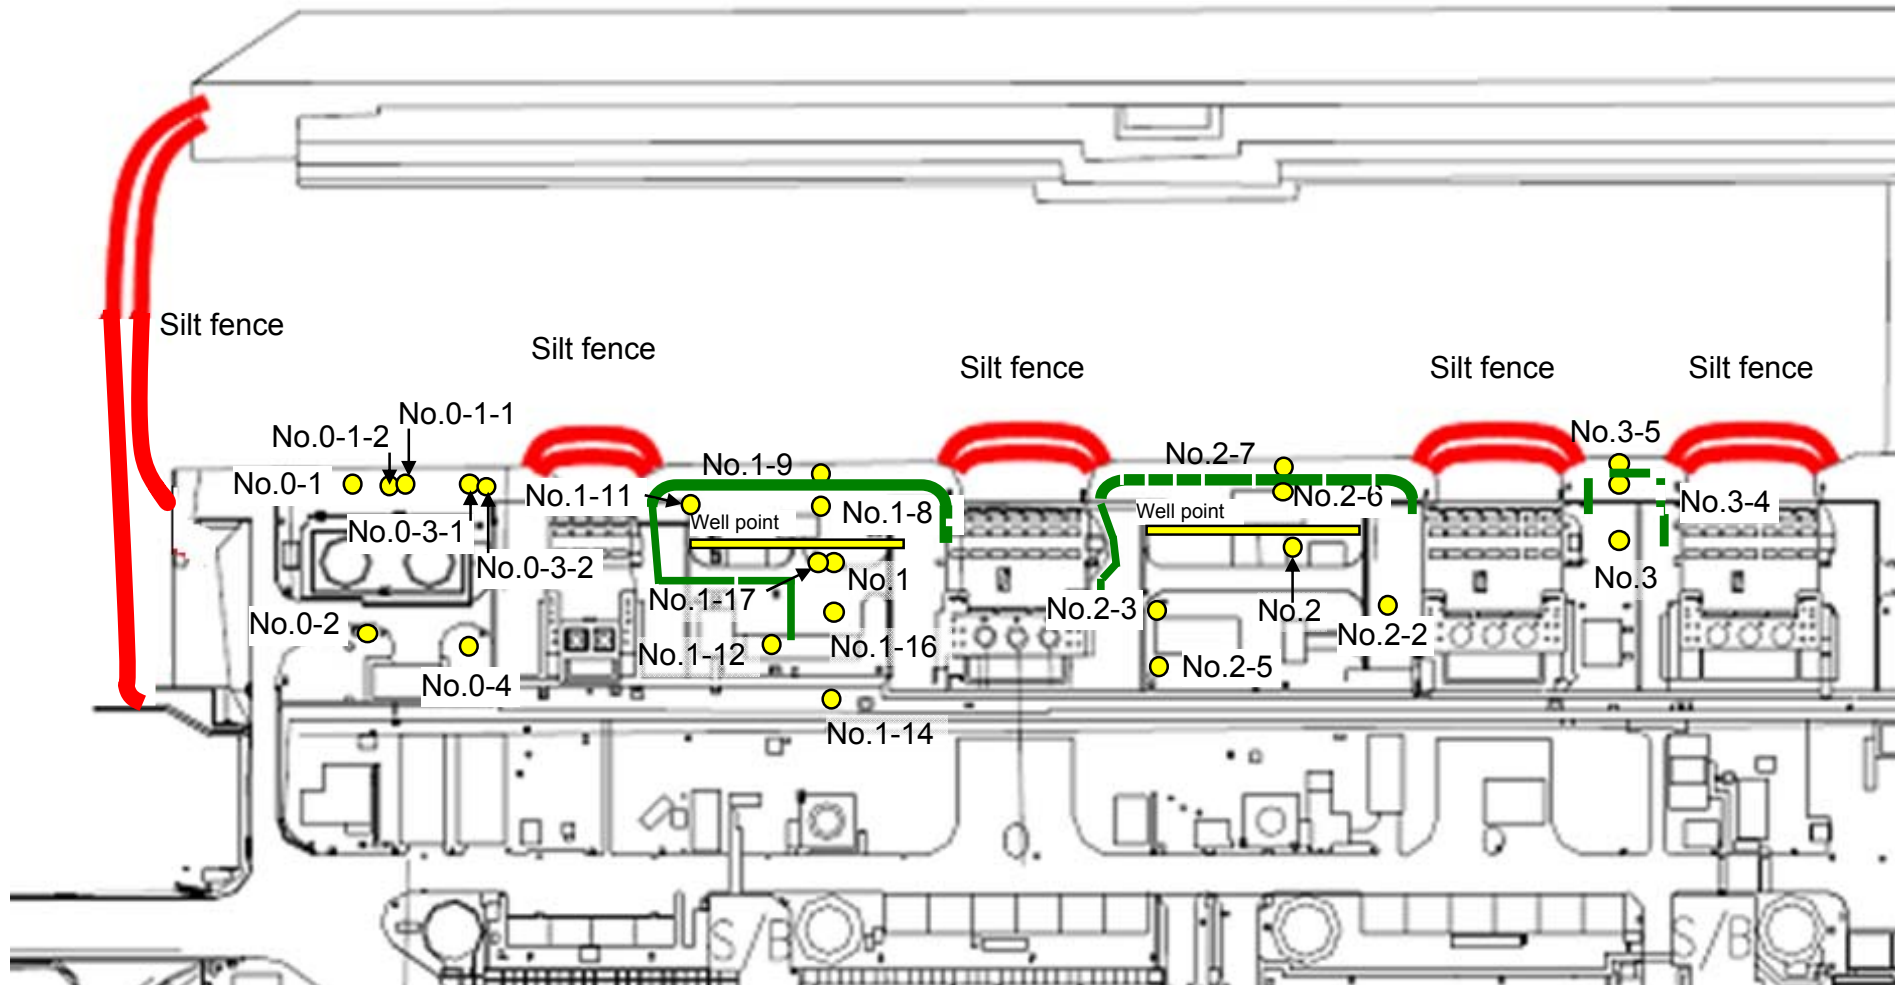 Silt fence
Silt fence
Silt fence
Silt fence
Silt fence
No.0-1-1
No.0-1-2
No.0-1
No.0-3-1
No.0-3-2
No.0-2
No.0-4
No.1-9
No.1-11
No.1-8
Well point
No.1-17
No.1
No.1-12
No.1-16
No.1-14
No.2-7
No.2-6
Well point
No.2-3
No.2
No.2-2
No.2-5
No.3-5
No.3-4
No.3
S/B
S/B